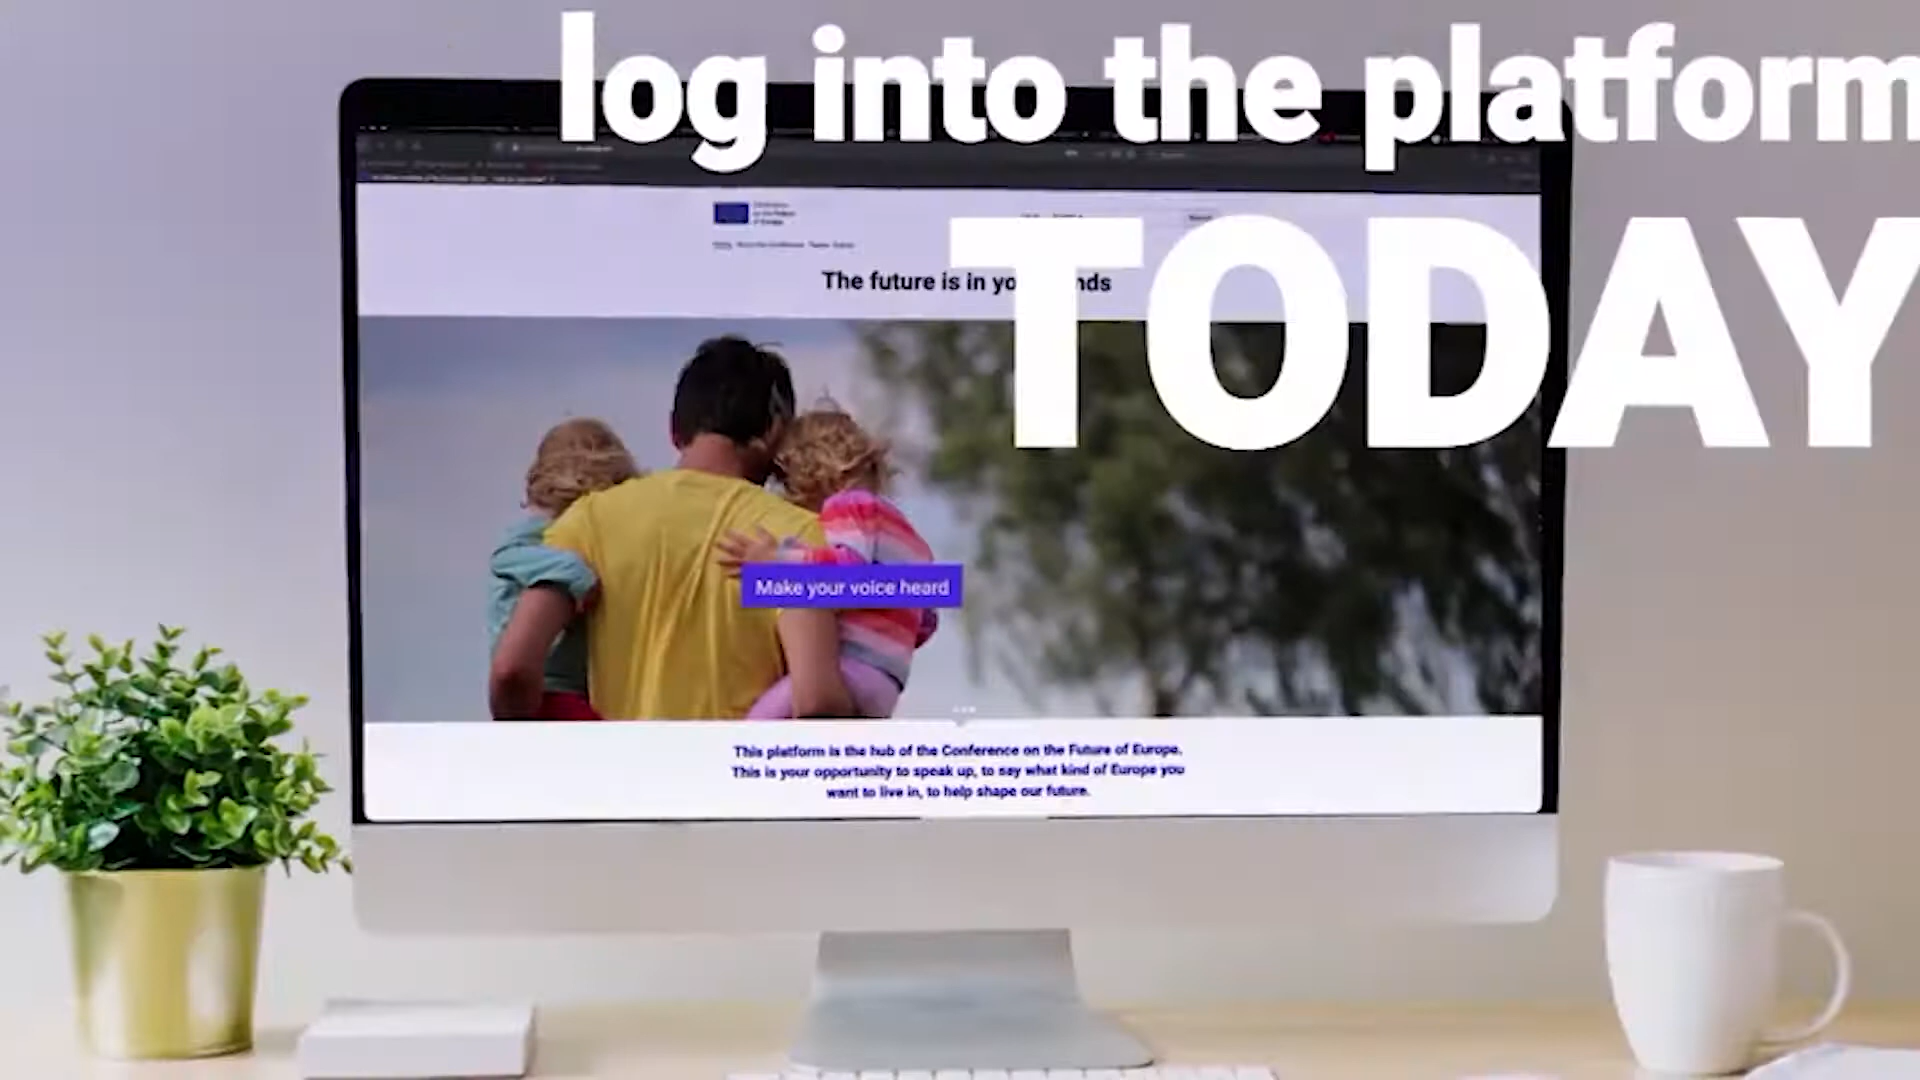 log into the platform
TODAY
The future is in yo nds
Make your voice heard
This platform is the hub of the Conference on the Future of Europe.
This is your opportunity to speak up, to say what kind of Europe you
want to live in, to help shape our future.